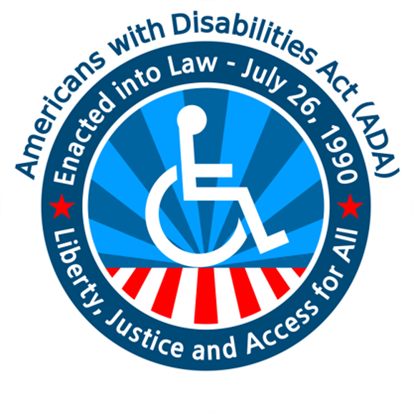 Americans with Disabilities Act (ADA)
Enacted into Law - July 26, 1990
Liberty, Justice and Access for All